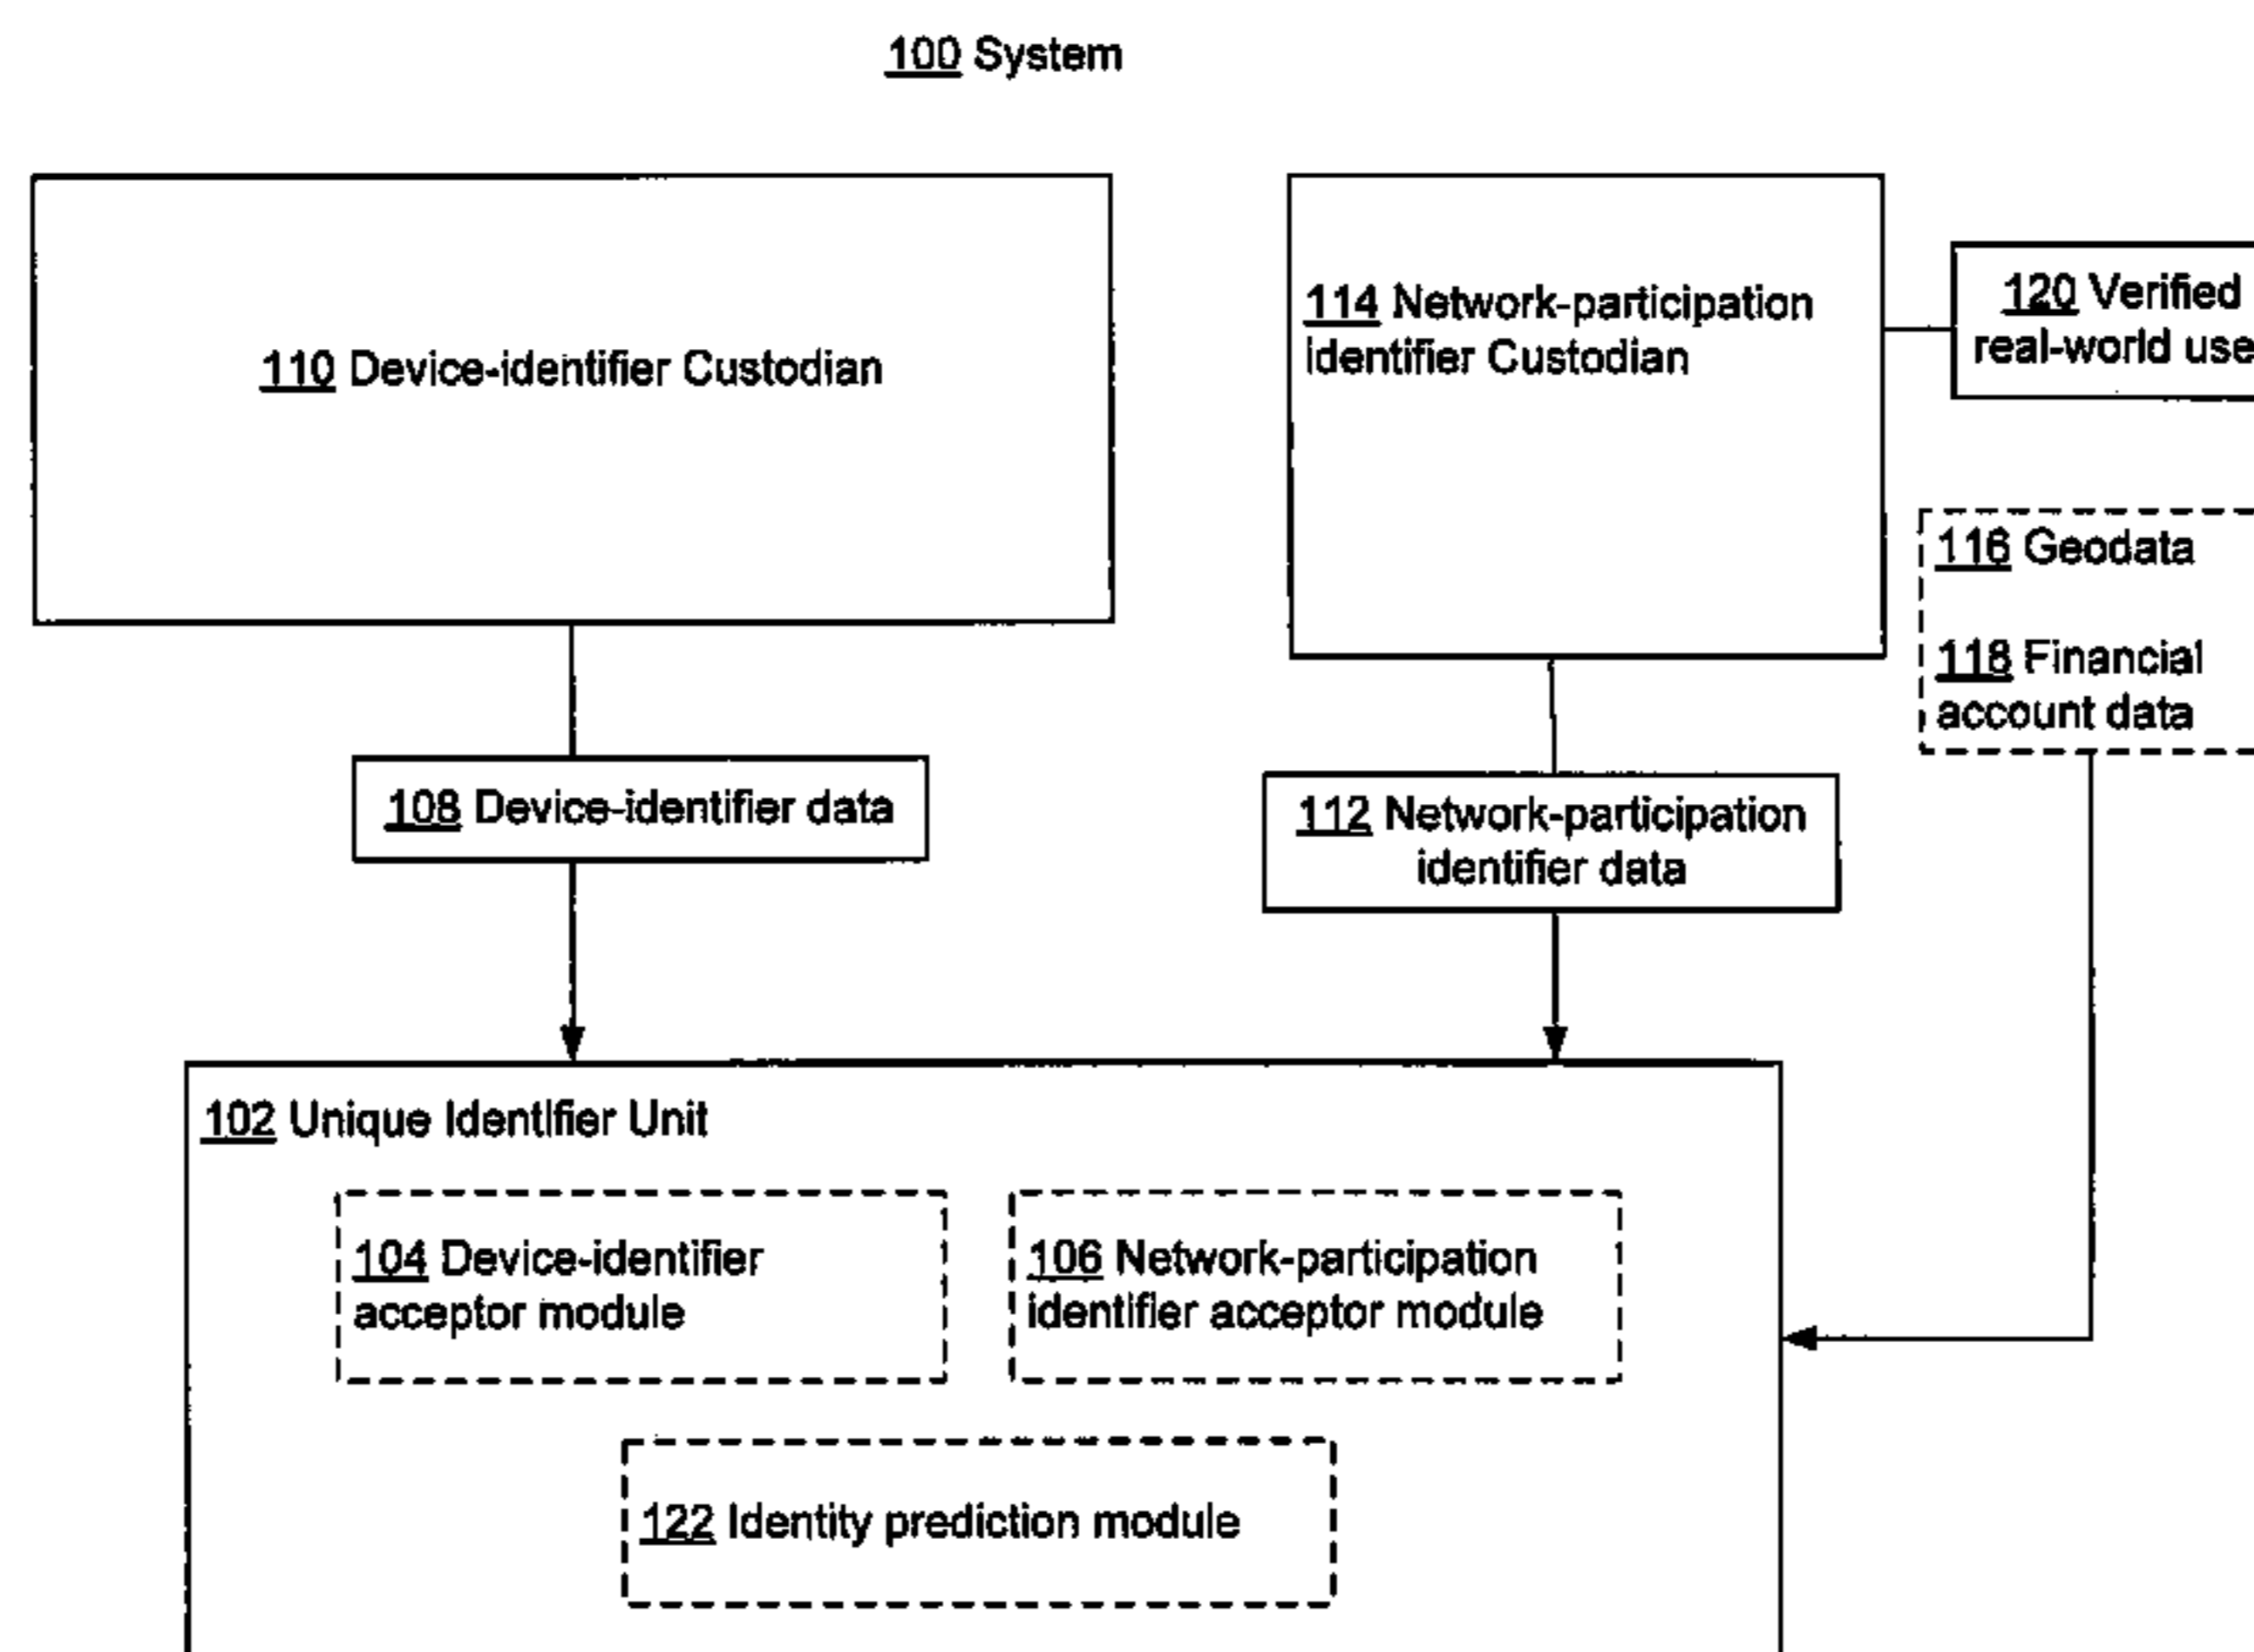 100 System
110 Device-identifier Custodian
114 Network-participation
identifier Custodian
120 Verified
real-world use
116 Geodata
118 Financial
account data
108 Device-identifier data
112 Network-participation
identifier data
102 Unique Identifier Unit
104 Device-identifier
acceptor module
106 Network-participation
identifier acceptor module
122 Identity prediction module